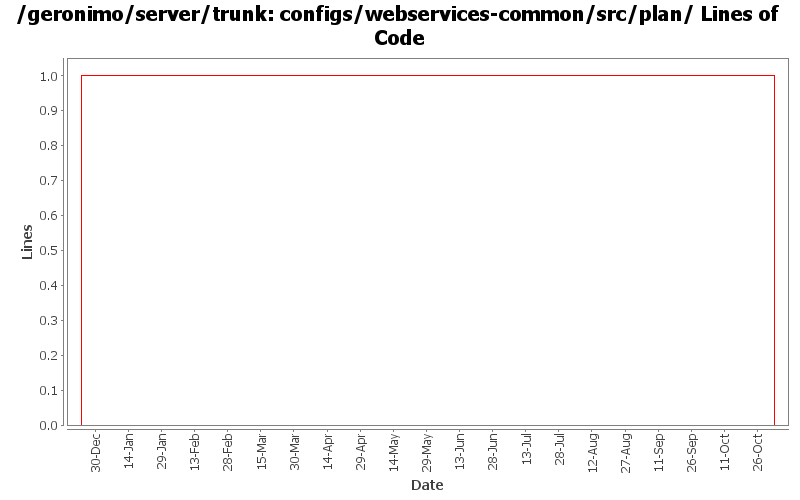 /geronimo/server/trunk: configs/webservices-common/src/plan/ Lines of
Code
1.0
0.9
0.8
0.7
0.6
0.5
0.4
0.3
0.2
0.1
0.0
Lines
30-Dec
14-Jan
29-Jan
13-Feb
28-Feb
15-Mar
30-Mar
14-Apr
29-Apr
14-May
29-May
13-Jun
28-Jun
13-Jul
28-Jul
12-Aug
27-Aug
11-Sep
26-Sep
11-Oct
26-Oct
Date